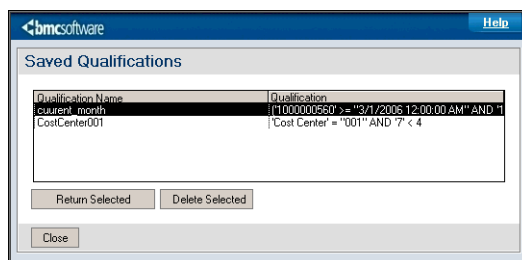 bmcsoftware
Help
Saved Qualifications
Qualification Name Qualification
cuurent_month ('1000000560' >= "3/1/2006 12:00:00 AM" AND '1
CostCenter001 'Cost Center' = "001" AND '7' < 4
Return Selected Delete Selected
Close